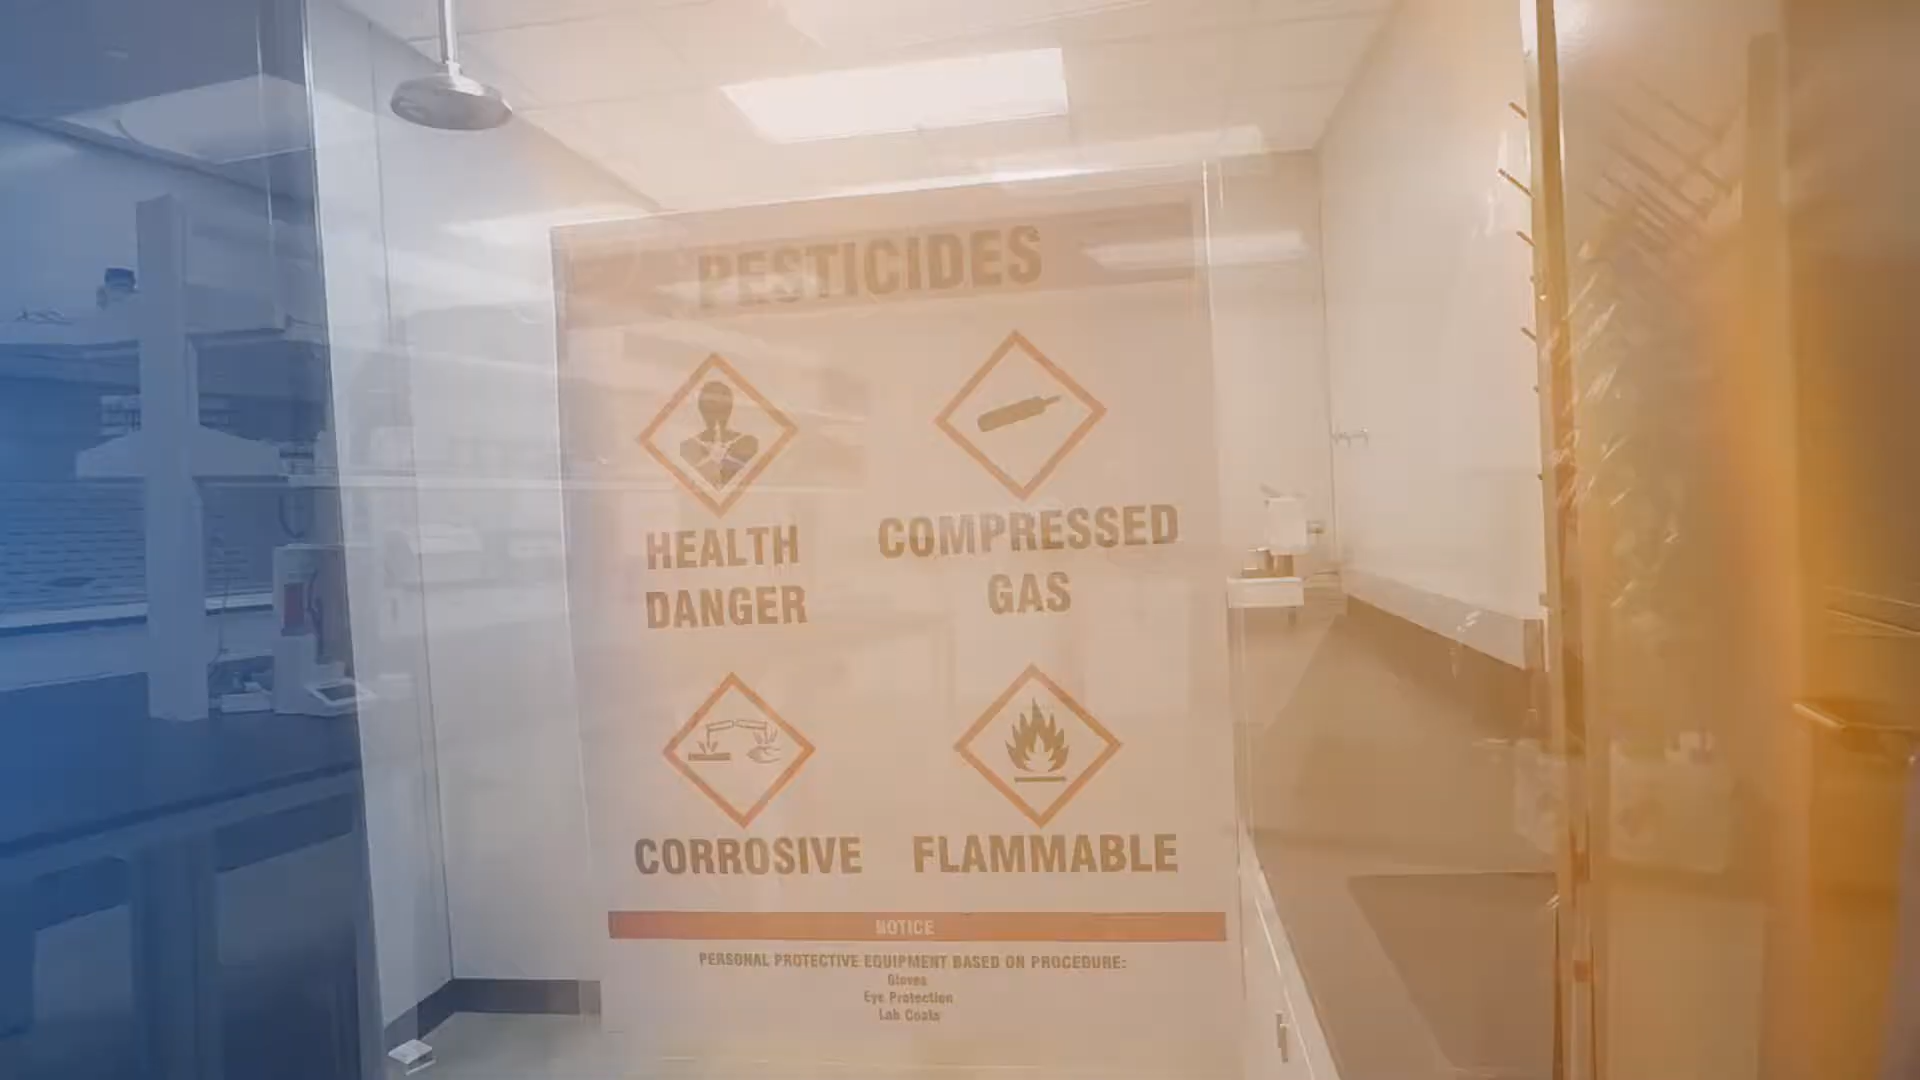 PESTICIDES
HEALTH
DANGER
COMPRESSED
GAS
CORROSIVE
FLAMMABLE
NOTICE
PERSONAL PROTECTIVE EQUIPMENT BASED ON PROCEDURE:
Gloves
Eye Protection
Lab Coats